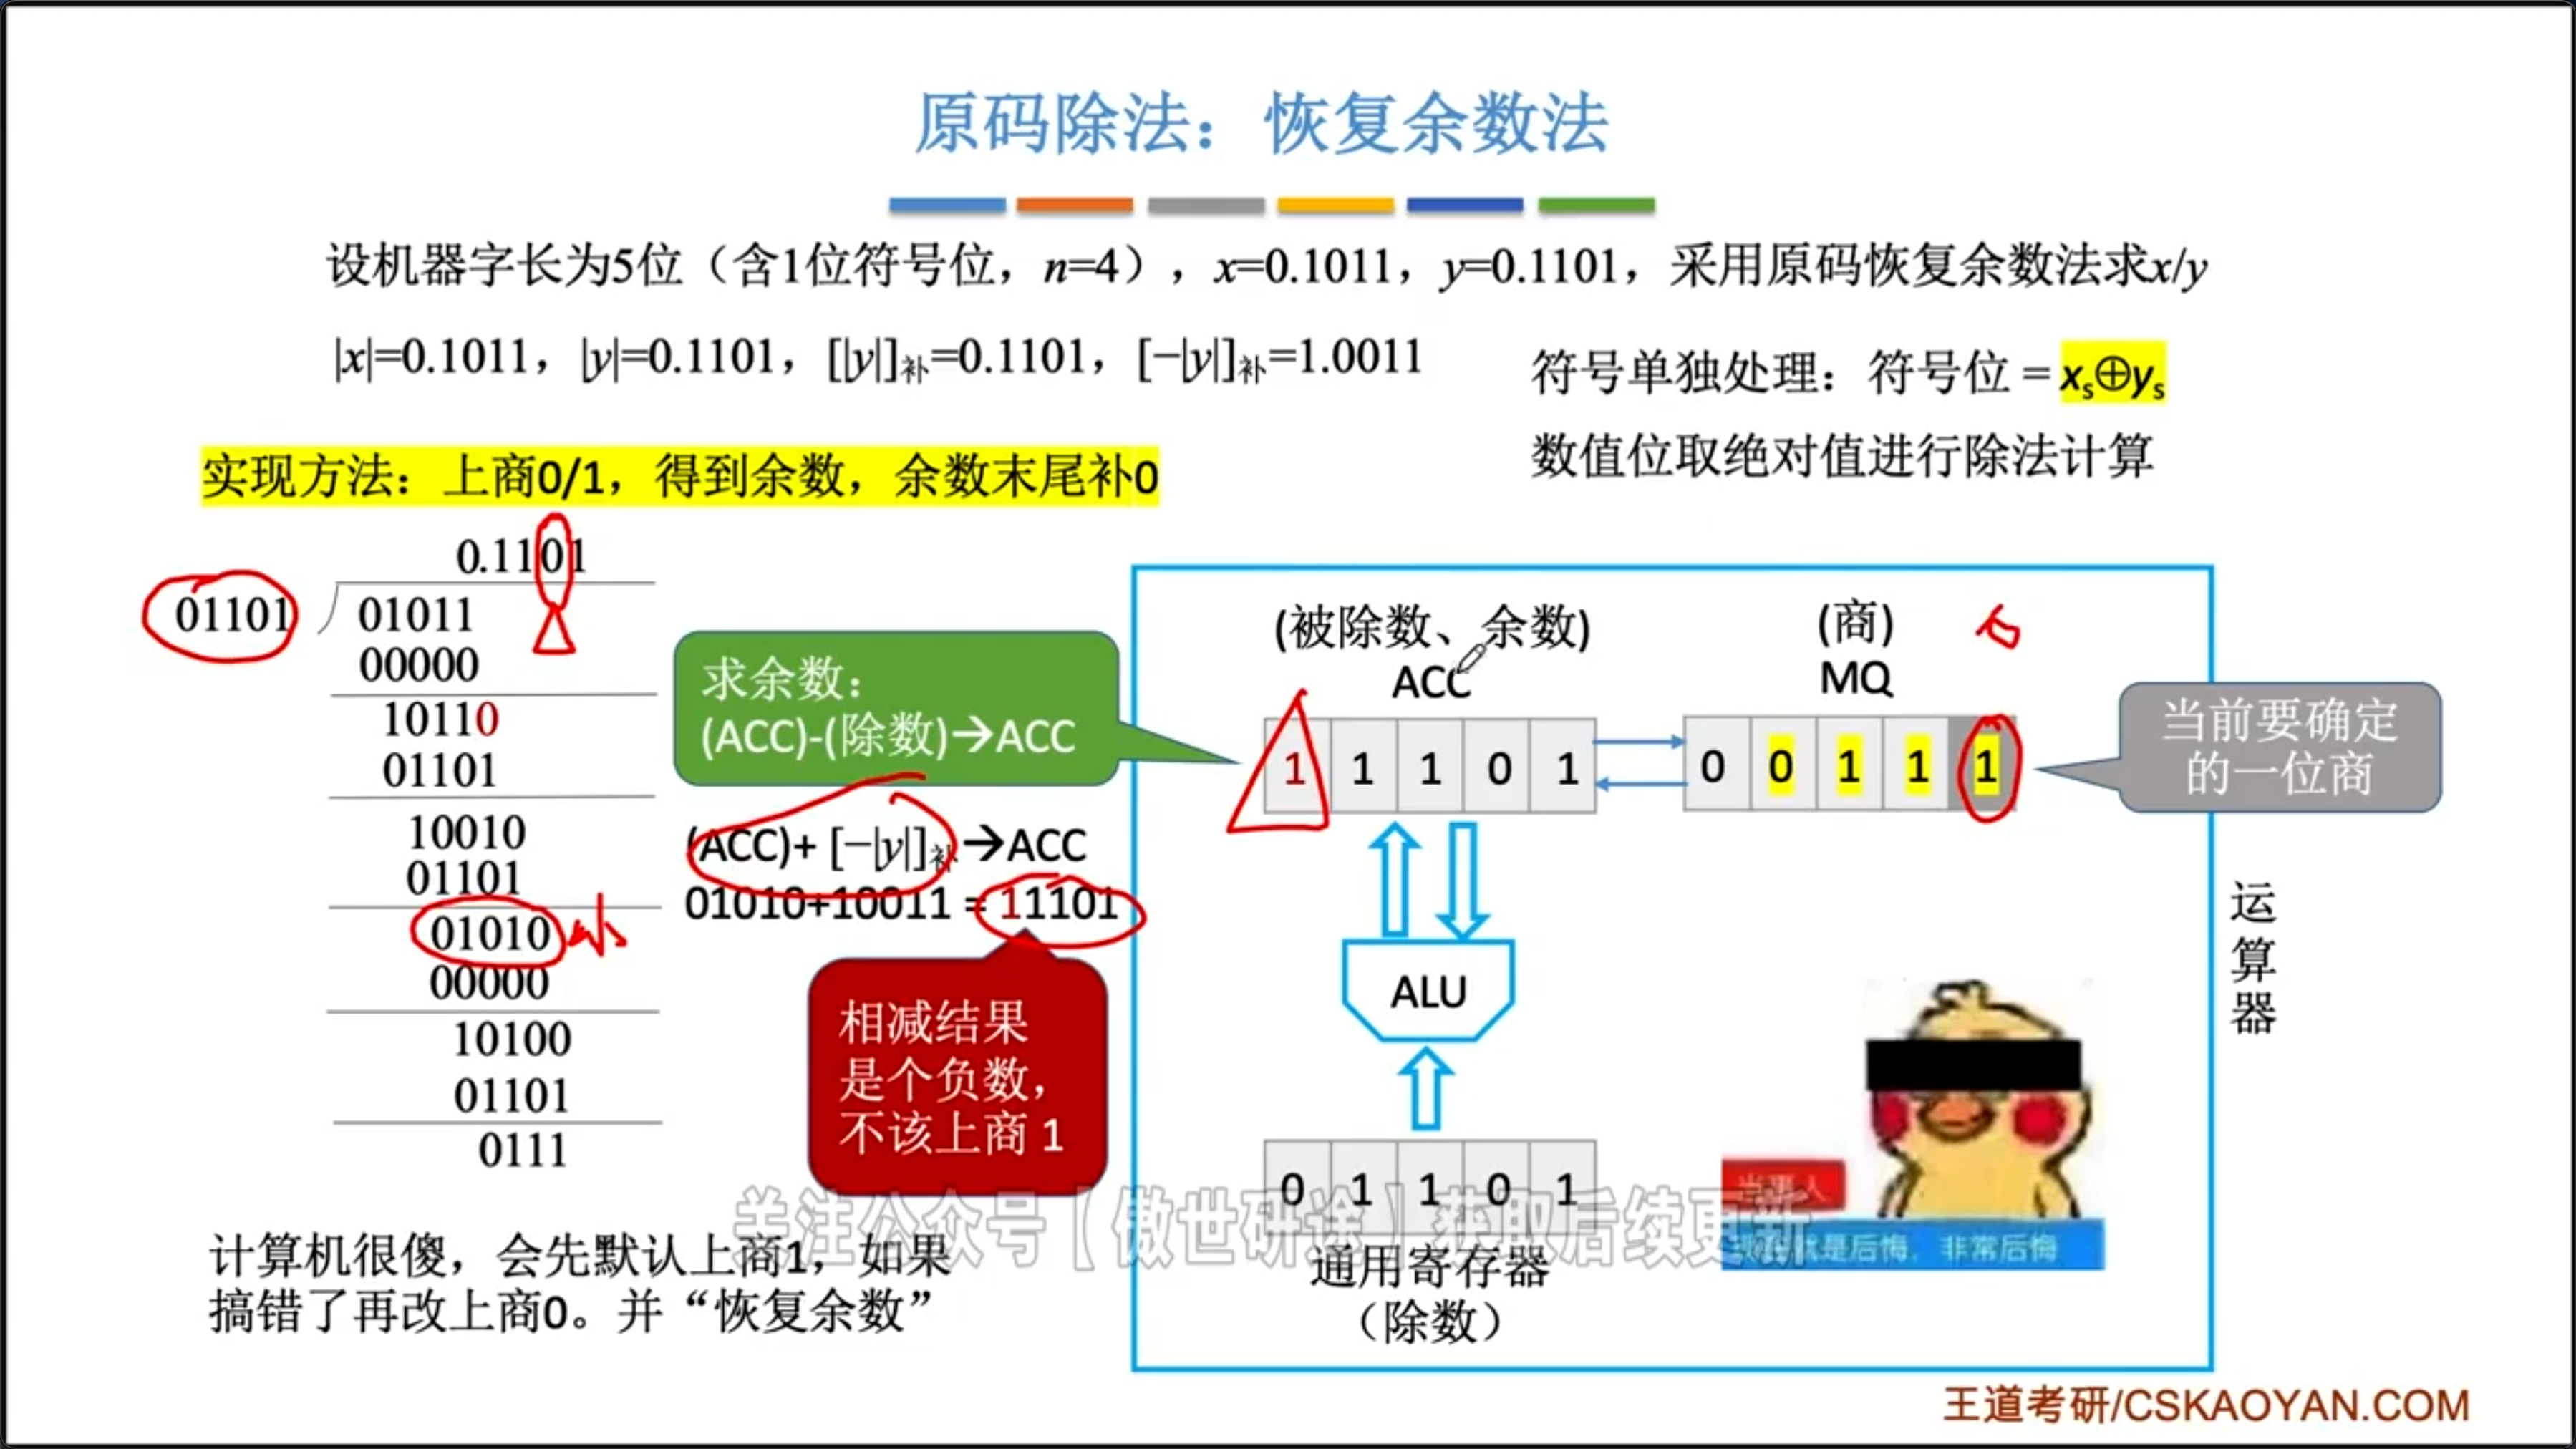 原码除法：恢复余数法
设机器字长为5位（含1位符号位，n=4），x=0.1011，y=0.1101，采用原码恢复余数法求x/y
|x|=0.1011，|y|=0.1101，[|y|]补=0.1101，[−|y|]补=1.0011
符号单独处理：符号位 = xs⊕ys
数值位取绝对值进行除法计算
实现方法：上商0/1，得到余数，余数末尾补0
0.1101
01101
01011
00000
10110
01101
10010
01101
01010
00000
10100
01101
0111
求余数：
(ACC)-(除数)→ACC
(ACC)+ [−|y|]补→ACC
01010+10011 = 11101
相减结果
是个负数，
不该上商 1
计算机很傻，会先默认上商1，如果
搞错了再改上商0。并“恢复余数”
(被除数、余数)
ACC
1 1 1 0 1
(商)
MQ
0 0 1 1 1
当前要确定
的一位商
ALU
0 1 1 0 1
通用寄存器
（除数）
运算器
当事人
就是后悔，非常后悔
关注公众号【傲世研途】获取后续更新
王道考研/CSKAOYAN.COM